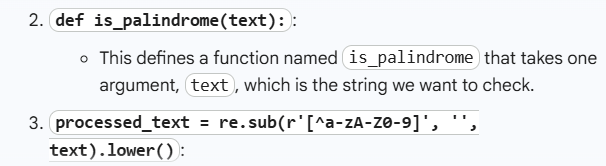 2. def is_palindrome(text)::
○ This defines a function named is_palindrome that takes one
argument, text, which is the string we want to check.
3. processed_text = re.sub(r'[^a-zA-Z0-9]', '',
text).lower():